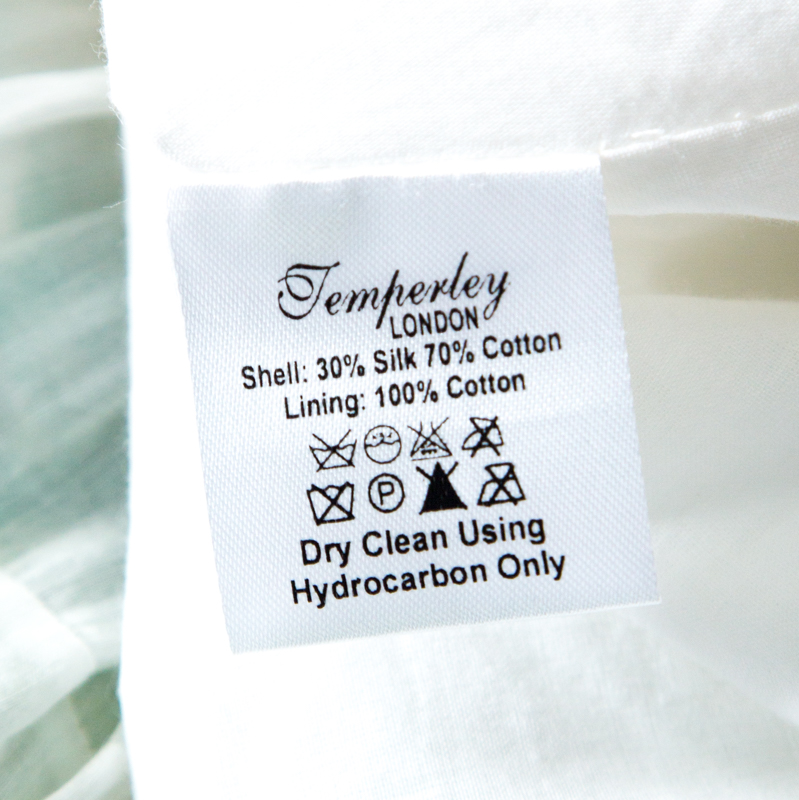 Temperley
LONDON
Shell: 30% Silk 70% Cotton
Lining: 100% Cotton
P
Dry Clean Using
Hydrocarbon Only